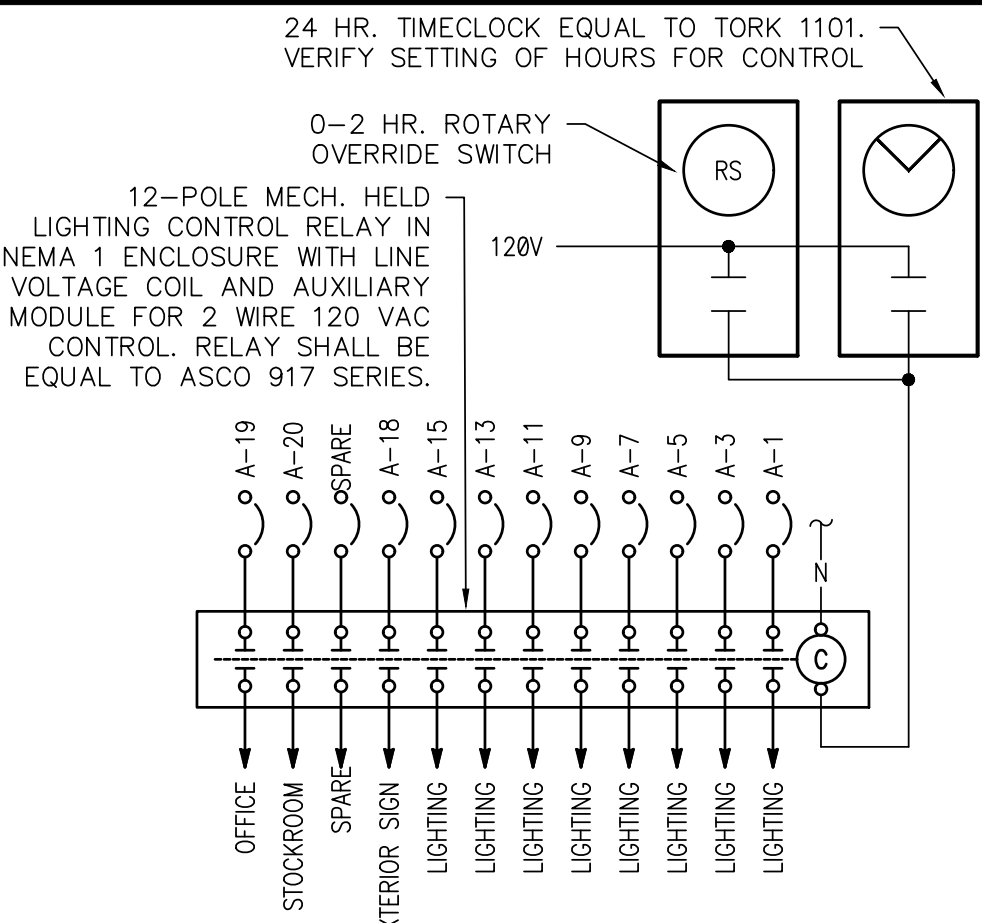 24 HR. TIMECLOCK EQUAL TO TORK 1101.
VERIFY SETTING OF HOURS FOR CONTROL
0-2 HR. ROTARY
OVERRIDE SWITCH
RS
12-POLE MECH. HELD
LIGHTING CONTROL RELAY IN
NEMA 1 ENCLOSURE WITH LINE
VOLTAGE COIL AND AUXILIARY
MODULE FOR 2 WIRE 120 VAC
CONTROL. RELAY SHALL BE
EQUAL TO ASCO 917 SERIES.
120V
A-19
A-20
SPARE
A-18
A-15
A-13
A-11
A-9
A-7
A-5
A-3
A-1
N
C
OFFICE
STOCKROOM
SPARE
XTERIOR SIGN
LIGHTING
LIGHTING
LIGHTING
LIGHTING
LIGHTING
LIGHTING
LIGHTING
LIGHTING